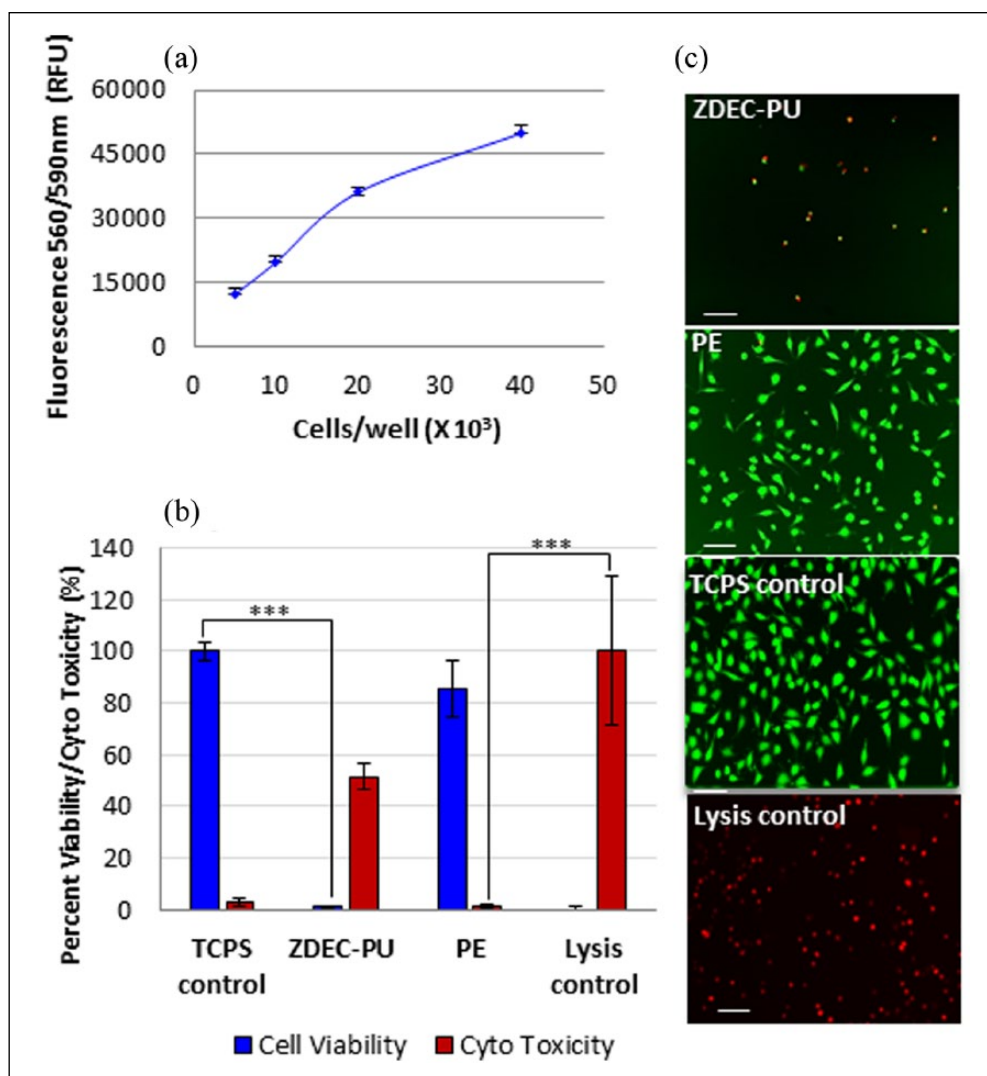 (a)
Fluorescence 560/590nm (RFU)
60000
45000
30000
15000
0
0 10 20 30 40 50
Cells/well (X 10³)
(b)
Percent Viability/Cyto Toxicity (%)
140
120
100
80
60
40
20
0
***
***
TCPS control
ZDEC-PU
PE
Lysis control
Cell Viability
Cyto Toxicity
(c)
ZDEC-PU
PE
TCPS control
Lysis control